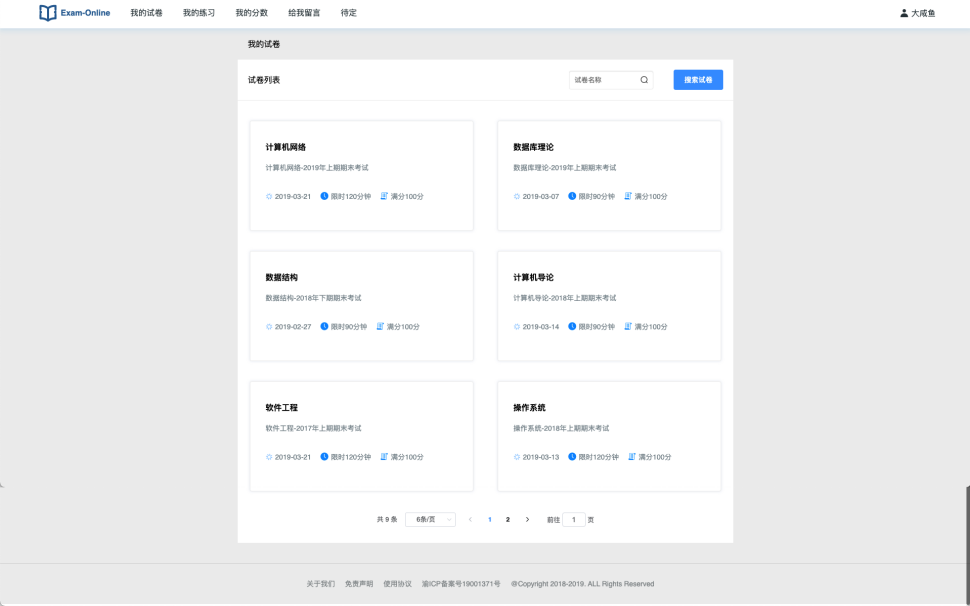 Exam-Online 我的试卷 我的练习 我的分数 给我留言 待定 大咸鱼
我的试卷
试卷列表 试卷名称 搜索试卷
计算机网络
计算机网络-2019年上期期末考试
2019-03-21 限时120分钟 满分100分
数据库理论
数据库理论-2019年上期期末考试
2019-03-07 限时90分钟 满分100分
数据结构
数据结构-2018年下期期末考试
2019-02-27 限时90分钟 满分100分
计算机导论
计算机导论-2018年上期期末考试
2019-03-14 限时90分钟 满分100分
软件工程
软件工程-2017年上期期末考试
2019-03-21 限时120分钟 满分100分
操作系统
操作系统-2018年上期期末考试
2019-03-13 限时120分钟 满分100分
共 9 条 6条/页 < 1 2 > 前往 1 页
关于我们 免责声明 使用协议 渝ICP备案号19001371号 @Copyright 2018-2019. ALL Rights Reserved